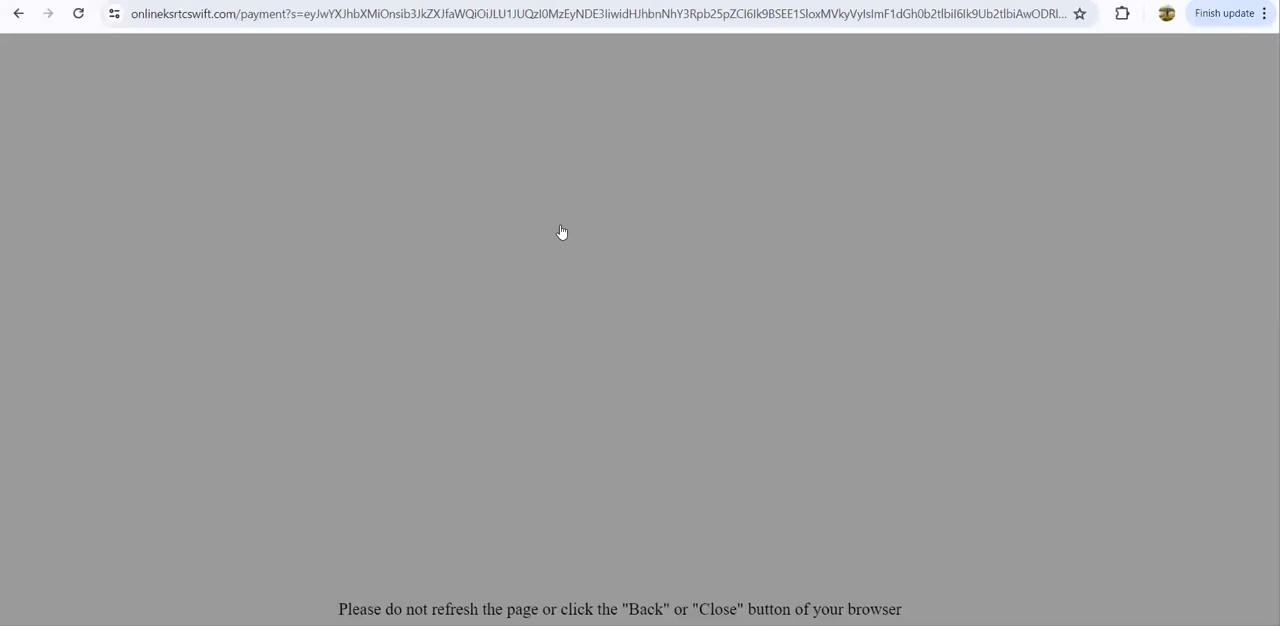 onlineksrtcswift.com/payment?s=
Finish update
Please do not refresh the page or click the "Back" or "Close" button of your browser